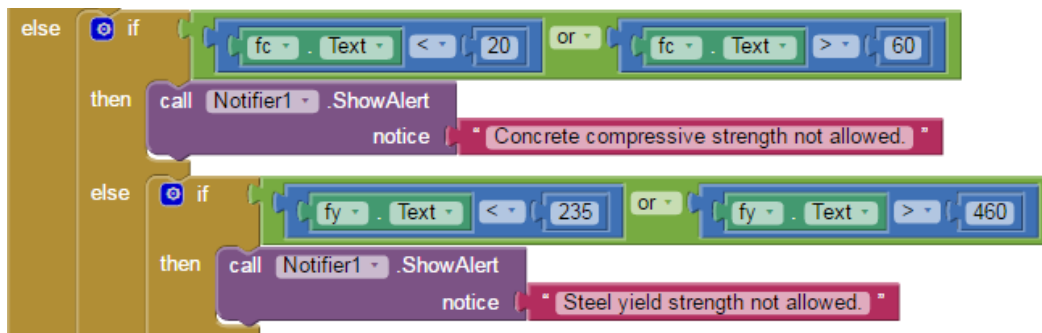 else if fc . Text < 20 or fc . Text > 60
then call Notifier1 .ShowAlert
notice " Concrete compressive strength not allowed. "
else if fy . Text < 235 or fy . Text > 460
then call Notifier1 .ShowAlert
notice " Steel yield strength not allowed. "